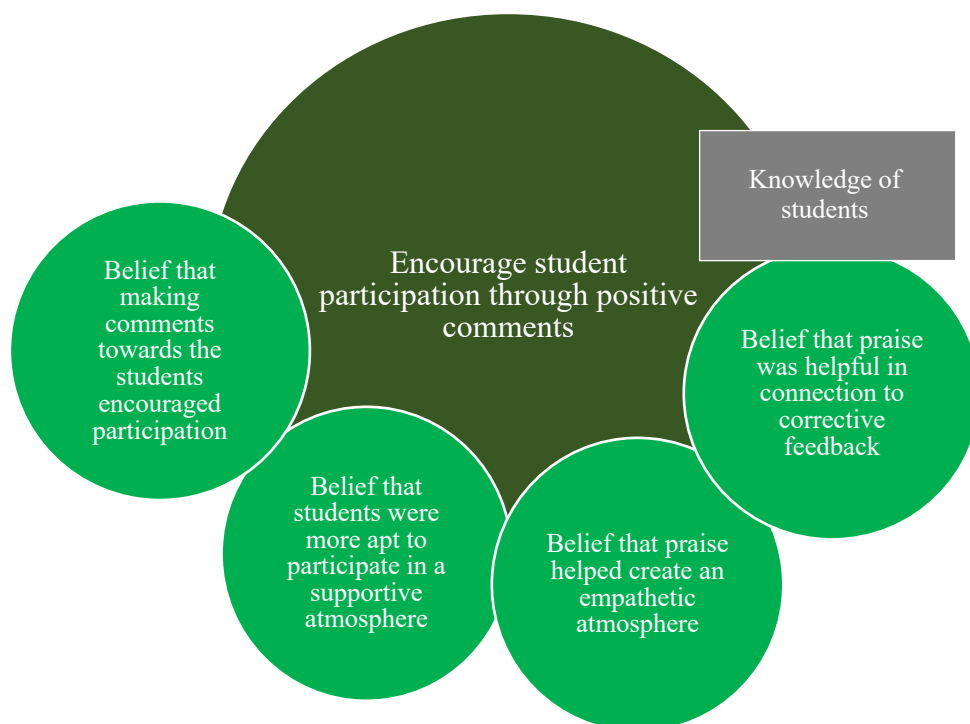 Encourage student
participation through positive
comments
Knowledge of
students
Belief that
making
comments
towards the
students
encouraged
participation
Belief that
students were
more apt to
participate in a
supportive
atmosphere
Belief that praise
helped create an
empathetic
atmosphere
Belief that praise
was helpful in
connection to
corrective
feedback